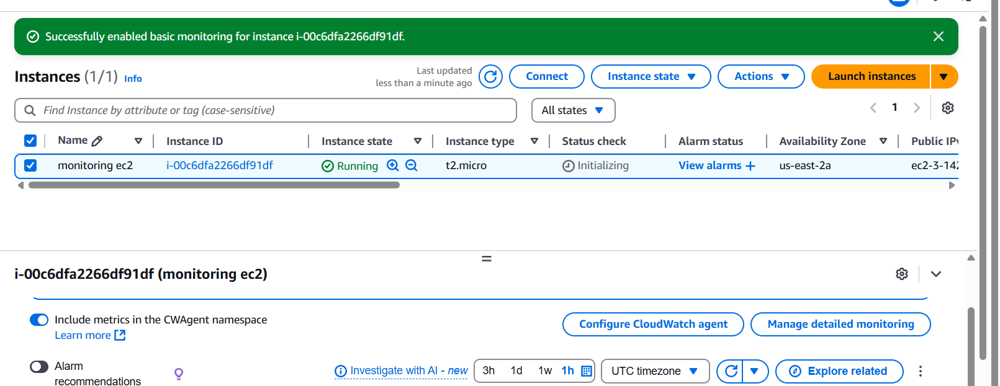 Successfully enabled basic monitoring for instance i-00c6dfa2266df91df.
Instances (1/1) Info
Last updated
less than a minute ago
Connect
Instance state
Actions
Launch instances
Find Instance by attribute or tag (case-sensitive)
All states
1
Name
Instance ID
Instance state
Instance type
Status check
Alarm status
Availability Zone
Public IPv
monitoring ec2
i-00c6dfa2266df91df
Running
t2.micro
Initializing
View alarms +
us-east-2a
ec2-3-142
i-00c6dfa2266df91df (monitoring ec2)
Include metrics in the CWAgent namespace
Learn more
Configure CloudWatch agent
Manage detailed monitoring
Alarm
recommendations
Investigate with AI - new
3h
1d
1w
1h
UTC timezone
Explore related